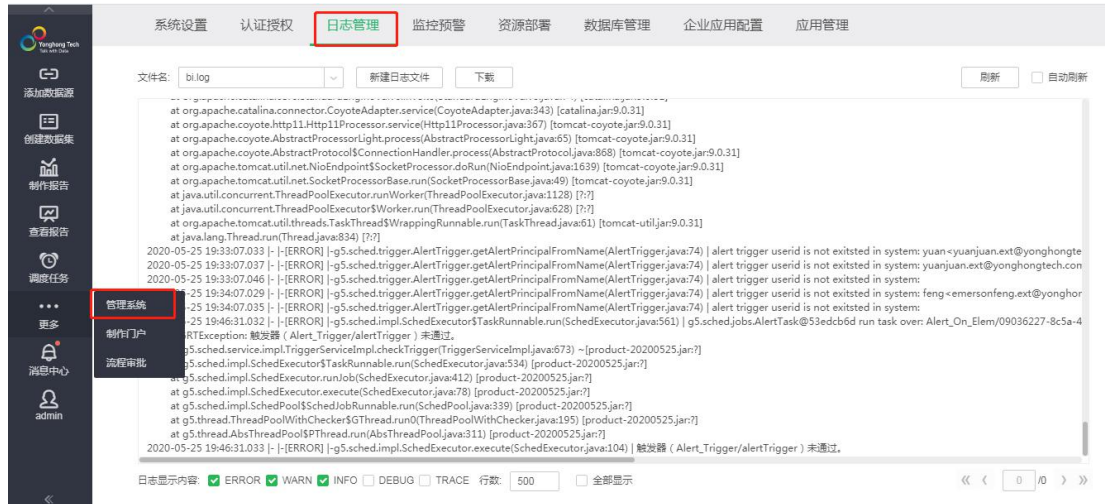 系统设置 认证授权 日志管理 监控预警 资源部署 数据库管理 企业应用配置 应用管理
Yonghong Tech
Talk with Data
添加数据源
创建数据集
制作报告
查看报告
调度任务
更多
消息中心
admin
管理系统
制作门户
流程审批
文件名: bi.log 新建日志文件 下载 刷新 自动刷新
at org.apache.catalina.connector.CoyoteAdapter.service(CoyoteAdapter.java:343) [catalina.jar:9.0.31]
at org.apache.coyote.http11.Http11Processor.service(Http11Processor.java:367) [tomcat-coyote.jar:9.0.31]
at org.apache.coyote.AbstractProcessorLight.process(AbstractProcessorLight.java:65) [tomcat-coyote.jar:9.0.31]
at org.apache.coyote.AbstractProtocol$ConnectionHandler.process(AbstractProtocol.java:868) [tomcat-coyote.jar:9.0.31]
at org.apache.tomcat.util.net.NioEndpoint$SocketProcessor.doRun(NioEndpoint.java:1639) [tomcat-coyote.jar:9.0.31]
at org.apache.tomcat.util.net.SocketProcessorBase.run(SocketProcessorBase.java:49) [tomcat-coyote.jar:9.0.31]
at java.util.concurrent.ThreadPoolExecutor.runWorker(ThreadPoolExecutor.java:1128) [?:?]
at java.util.concurrent.ThreadPoolExecutor$Worker.run(ThreadPoolExecutor.java:628) [?:?]
at org.apache.tomcat.util.threads.TaskThread$WrappingRunnable.run(TaskThread.java:61) [tomcat-util.jar:9.0.31]
at java.lang.Thread.run(Thread.java:834) [?:?]
2020-05-25 19:33:07.033 |- |-[ERROR] |-g5.sched.trigger.AlertTrigger.getAlertPrincipalFromName(AlertTrigger.java:74) | alert trigger userid is not exitsted in system: yuan<yuanjuan.ext@yonghongte
2020-05-25 19:33:07.037 |- |-[ERROR] |-g5.sched.trigger.AlertTrigger.getAlertPrincipalFromName(AlertTrigger.java:74) | alert trigger userid is not exitsted in system: yuanjuan.ext@yonghongtech.com
2020-05-25 19:33:07.046 |- |-[ERROR] |-g5.sched.trigger.AlertTrigger.getAlertPrincipalFromName(AlertTrigger.java:74) | alert trigger userid is not exitsted in system:
-25 19:34:07.029 |- |-[ERROR] |-g5.sched.trigger.AlertTrigger.getAlertPrincipalFromName(AlertTrigger.java:74) | alert trigger userid is not exitsted in system: feng<emersonfeng.ext@yonghor
-25 19:34:07.035 |- |-[ERROR] |-g5.sched.trigger.AlertTrigger.getAlertPrincipalFromName(AlertTrigger.java:74) | alert trigger userid is not exitsted in system:
-25 19:46:31.032 |- |-[ERROR] |-g5.sched.impl.SchedExecutor$TaskRunnable.run(SchedExecutor.java:561) | g5.sched.jobs.AlertTask@53edcb6d run task over: Alert_On_Elem/09036227-8c5a-4
RTException: 触发器（Alert_Trigger/alertTrigger）未通过。
g5.sched.service.impl.TriggerServiceImpl.checkTrigger(TriggerServiceImpl.java:673) ~[product-20200525.jar:?]
at g5.sched.impl.SchedExecutor$TaskRunnable.run(SchedExecutor.java:534) [product-20200525.jar:?]
at g5.sched.impl.SchedExecutor.runJob(SchedExecutor.java:412) [product-20200525.jar:?]
at g5.sched.impl.SchedExecutor.execute(SchedExecutor.java:78) [product-20200525.jar:?]
at g5.sched.impl.SchedPool$SchedJobRunnable.run(SchedPool.java:339) [product-20200525.jar:?]
at g5.thread.ThreadPoolWithChecker$GThread.run0(ThreadPoolWithChecker.java:195) [product-20200525.jar:?]
at g5.thread.AbsThreadPool$PThread.run(AbsThreadPool.java:311) [product-20200525.jar:?]
2020-05-25 19:46:31.033 |- |-[ERROR] |-g5.sched.impl.SchedExecutor.execute(SchedExecutor.java:104) | 触发器（Alert_Trigger/alertTrigger）未通过。
日志显示内容: ERROR WARN INFO DEBUG TRACE 行数: 500 全部显示 0 /0